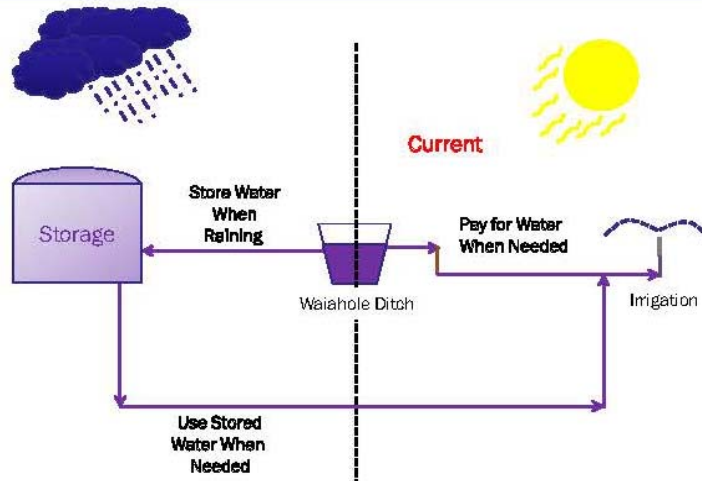 Current
Store Water
When
Raining
Storage
Pay for Water
When Needed
Waiahole Ditch
Irrigation
Use Stored
Water When
Needed